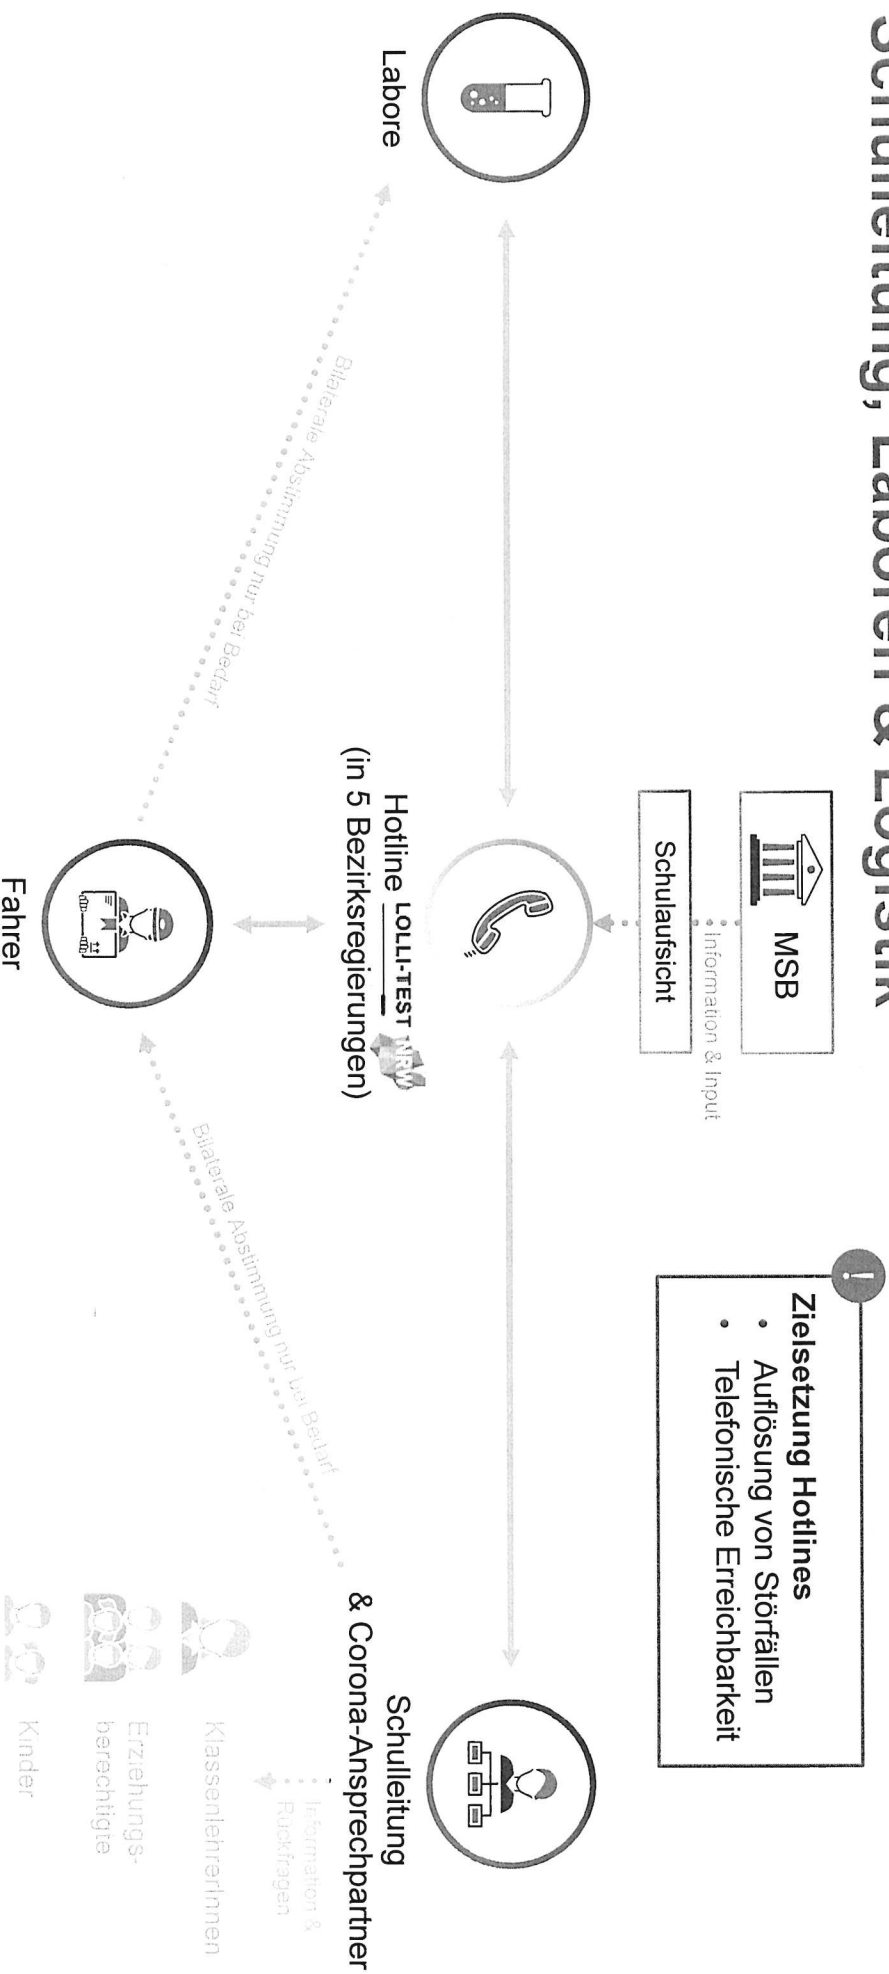 Schulleitung, Laboren & Logistik
MSB
Information & Input
Schulaufsicht
Zielsetzung Hotlines
• Auflösung von Störfällen
• Telefonische Erreichbarkeit
Labore
Hotline LOLLI-TEST NRW
(in 5 Bezirksregierungen)
Schulleitung
& Corona-Ansprechpartner
Bilaterale Abstimmung nur bei Bedarf
Bilaterale Abstimmung nur bei Bedarf
Information &
Rückfragen
KlassenlehrerInnen
Erziehungs-
berechtigte
Kinder
Fahrer